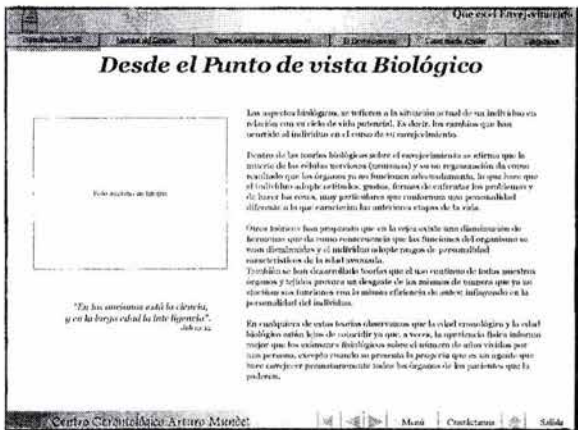 Que es el Envejecimiento
Desde el Punto de vista Biológico
Los aspectos biológicos, se refieren a la situación actual de un individuo en
relación con su ciclo de vida potencial. Es decir, los cambios que han
ocurrido al individuo en el curso de su envejecimiento.
Dentro de las teorías biológicas sobre el envejecimiento se afirma que la
muerte de las células nerviosas (neuronas) y su no regeneración da como
resultado que los órganos ya no funcionen adecuadamente, lo que hace que
el individuo adopte actitudes, gustos, formas de enfrentar los problemas y
de hacer las cosas, muy particulares que conforman una personalidad
diferente a la que caracteriza las anteriores etapas de la vida.
Otros teóricos han propuesto que en la vejez existe una disminución de
hormonas que da como consecuencia que las funciones del organismo se
vean disminuidas y el individuo adopte rasgos de personalidad
característicos de la edad avanzada.
También se han desarrollado teorías que el uso continuo de todos nuestros
órganos y tejidos provoca un desgaste de los mismos de manera que ya no
efectúan sus funciones con la misma eficiencia de antes; influyendo en la
personalidad del individuo.
En cualquiera de estas teorías observamos que la edad cronológica y la edad
biológica están lejos de coincidir ya que, a veces, la apariencia física informa
mejor que los exámenes fisiológicos sobre el número de años vividos por
una persona, excepto cuando se presenta la progeria que es un agente que
hace envejecer prematuramente todos los órganos de los pacientes que la
padecen.
"En los ancianos está la ciencia,
y en la larga edad la inteligencia".
Centro Gerontológico Arturo Mundet
Menú Contáctanos Salida